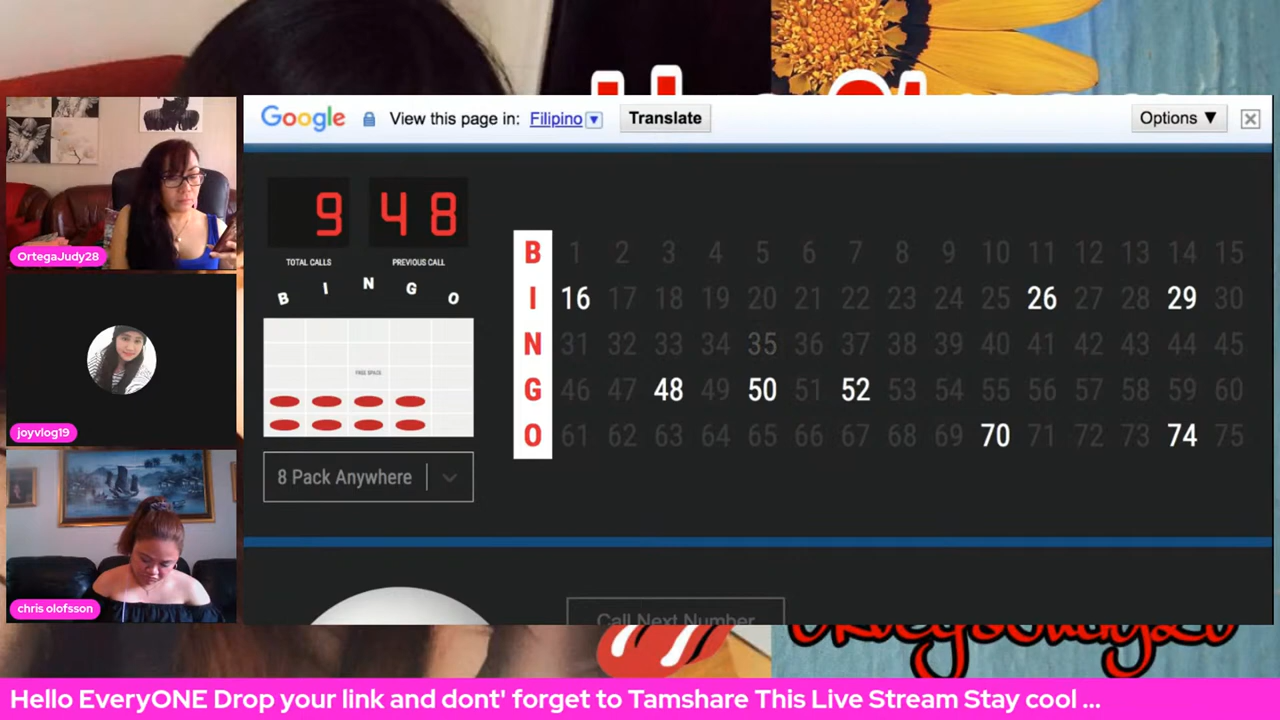 Google View this page in: Filipino Translate Options ▼
9 48
TOTAL CALLS PREVIOUS CALL
B I N G O
FREE SPACE
8 Pack Anywhere
B 1 2 3 4 5 6 7 8 9 10 11 12 13 14 15
I 16 17 18 19 20 21 22 23 24 25 26 27 28 29 30
N 31 32 33 34 35 36 37 38 39 40 41 42 43 44 45
G 46 47 48 49 50 51 52 53 54 55 56 57 58 59 60
O 61 62 63 64 65 66 67 68 69 70 71 72 73 74 75
Call Next Number
OrtegaJudy28
joyvlog19
chris olofsson
Hello EveryONE Drop your link and dont' forget to Tamshare This Live Stream Stay cool ...